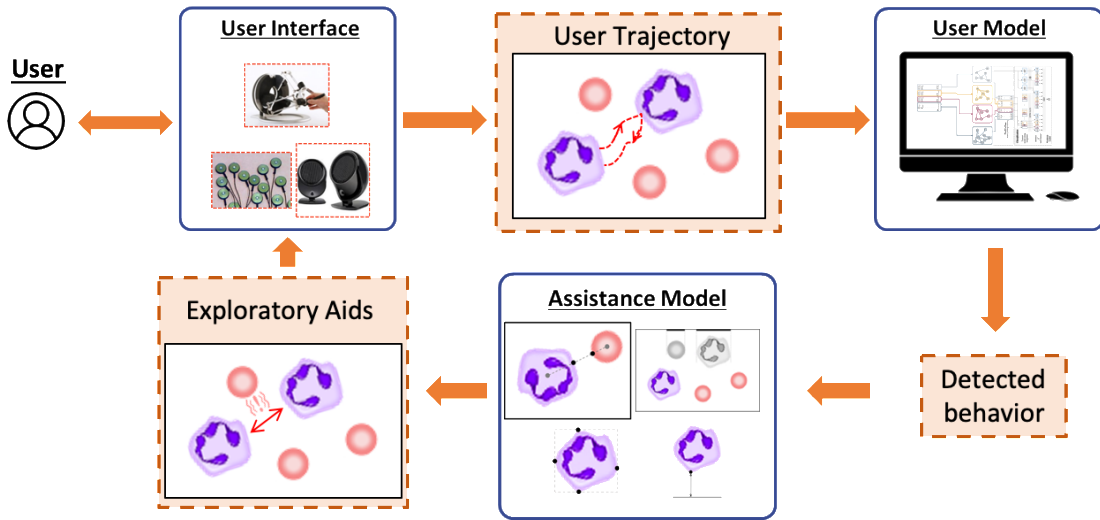 User
User Interface
User Trajectory
User Model
Exploratory Aids
Assistance Model
Detected
behavior